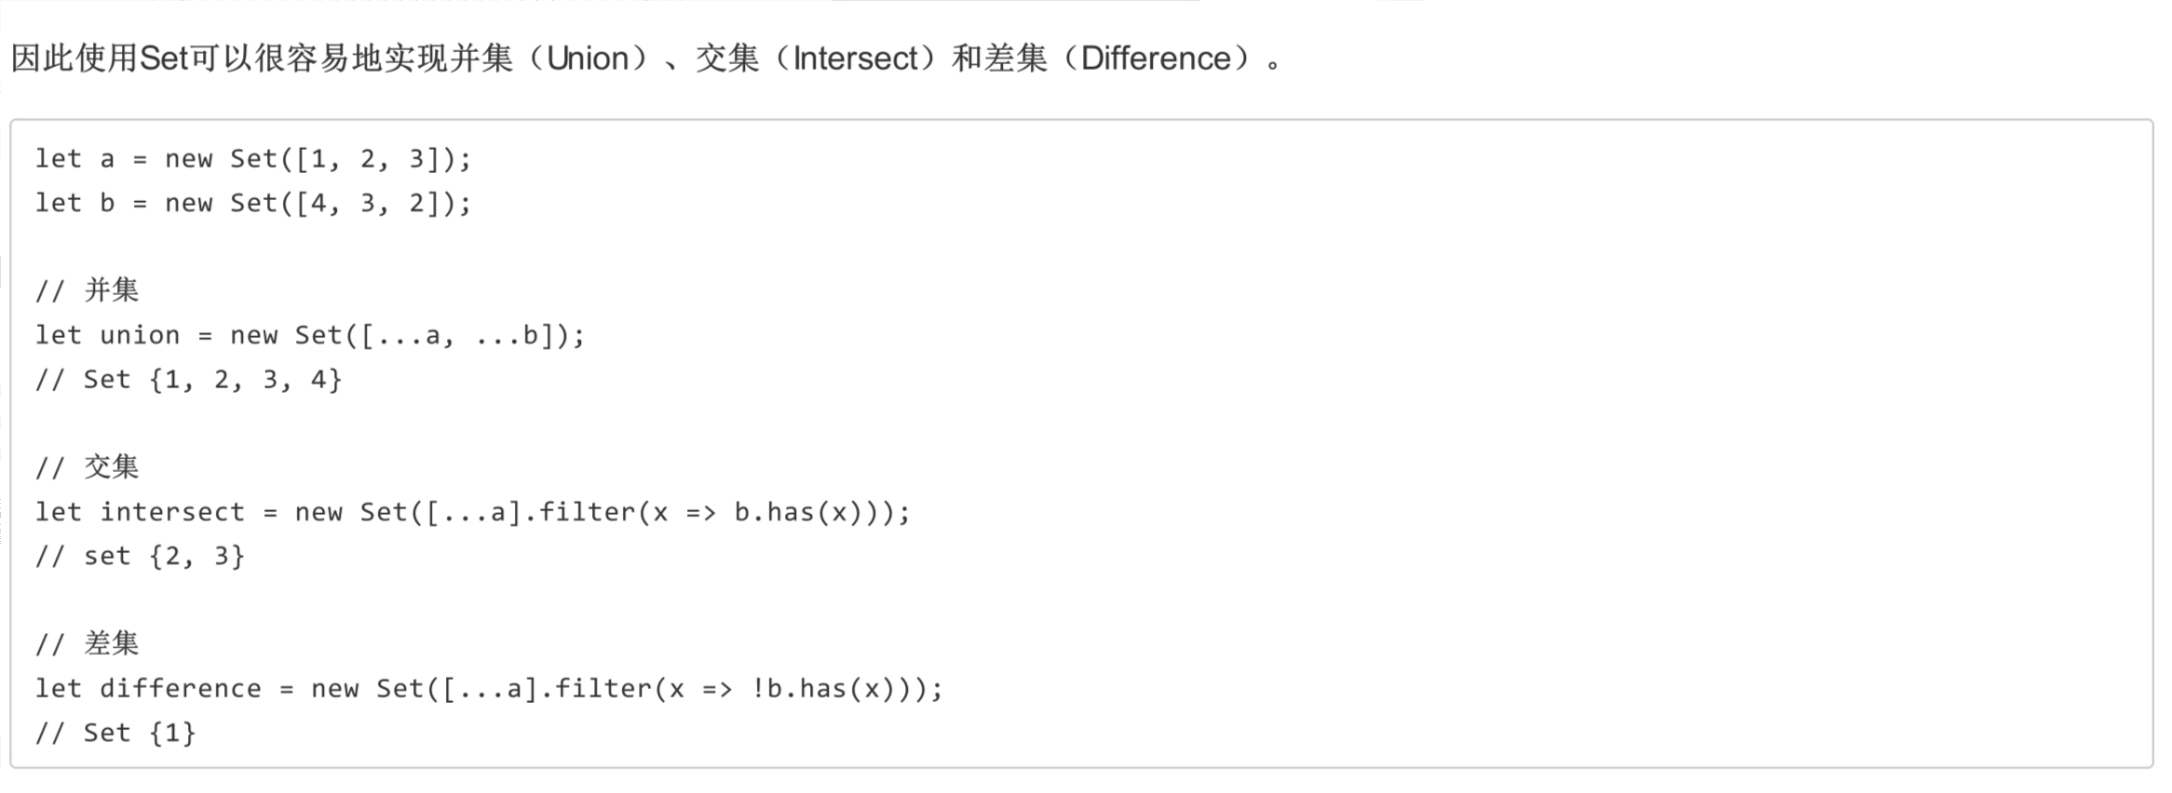 因此使用Set可以很容易地实现并集（Union）、交集（Intersect）和差集（Difference）。
let a = new Set([1, 2, 3]);
let b = new Set([4, 3, 2]);
// 并集
let union = new Set([...a, ...b]);
// Set {1, 2, 3, 4}
// 交集
let intersect = new Set([...a].filter(x => b.has(x)));
// set {2, 3}
// 差集
let difference = new Set([...a].filter(x => !b.has(x)));
// Set {1}